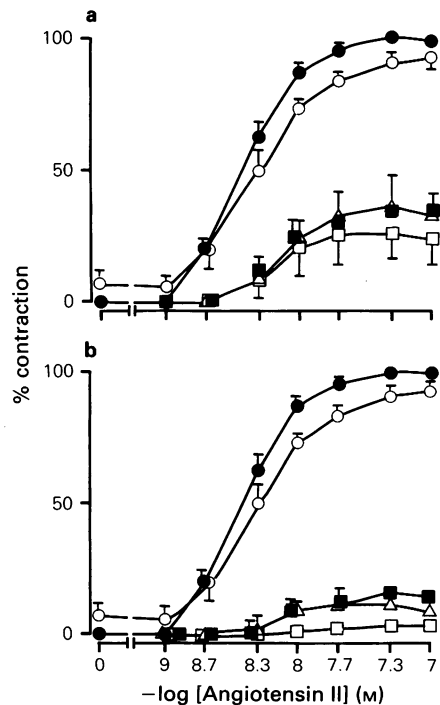 a
100
50
0
% contraction
b
100
50
0
0 9 8.7 8.3 8 7.7 7.3 7
−log [Angiotensin II] (M)